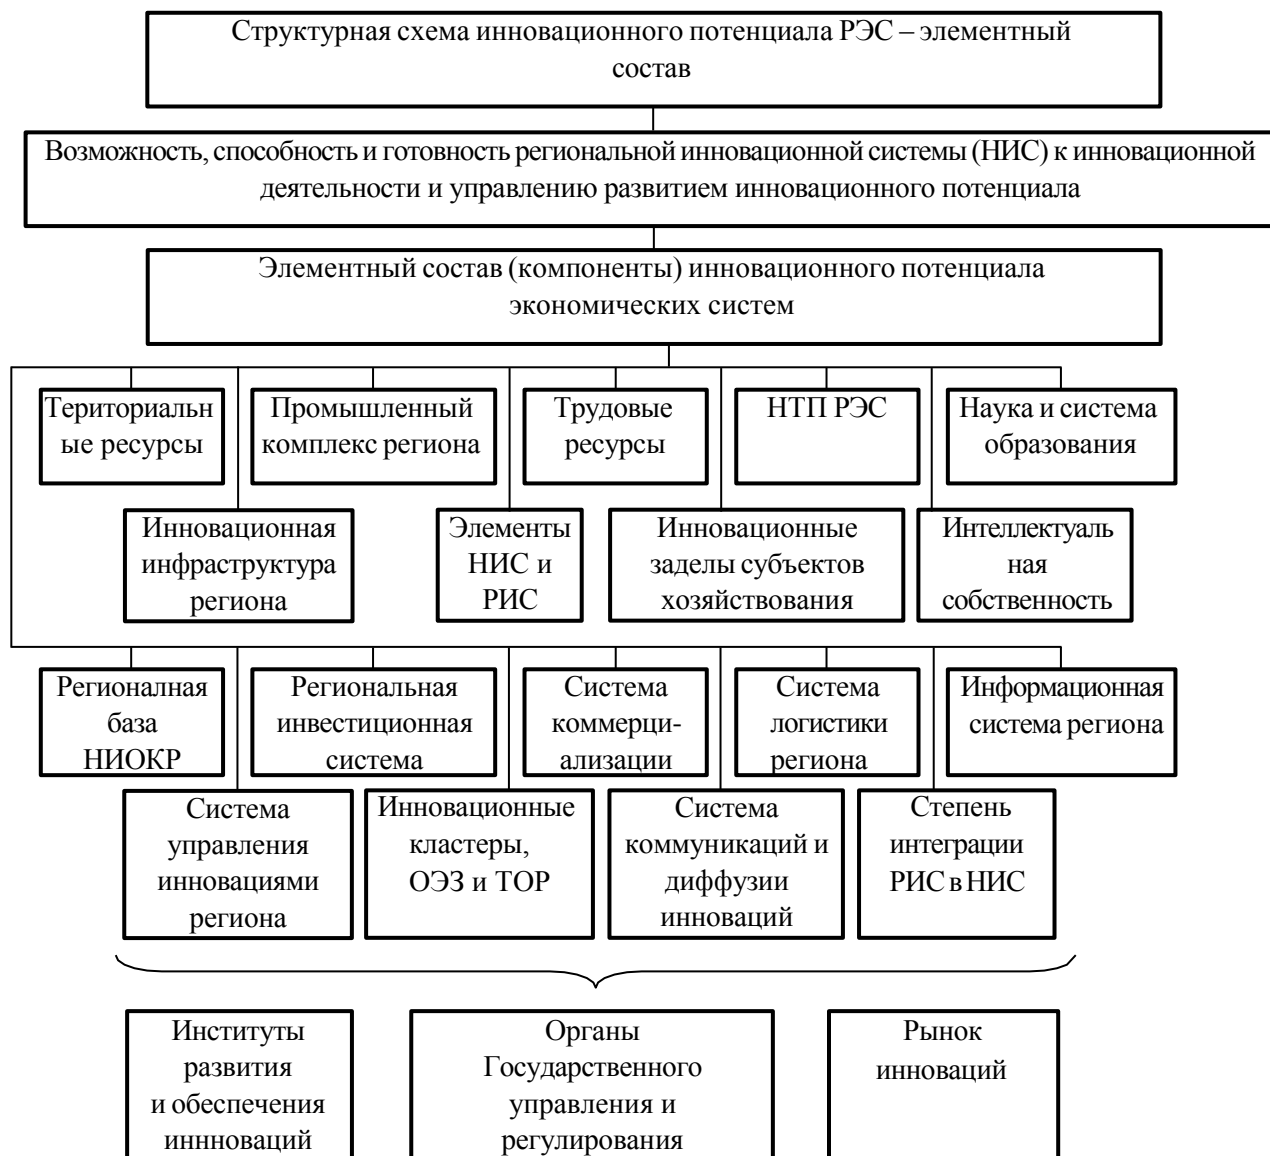 Структурная схема инновационного потенциала РЭС – элементный
состав
Возможность, способность и готовность региональной инновационной системы (НИС) к инновационной
деятельности и управлению развитием инновационного потенциала
Элементный состав (компоненты) инновационного потенциала
экономических систем
Териториальн
ые ресурсы
Промышленный
комплекс региона
Трудовые
ресурсы
НТП РЭС
Наука и система
образования
Инновационная
инфраструктура
региона
Элементы
НИС и
РИС
Инновационные
заделы субъектов
хозяйствования
Интеллектуаль
ная
собственность
Регионалная
база
НИОКР
Региональная
инвестиционная
система
Система
коммерци-
ализации
Система
логистики
региона
Информационная
система региона
Система
управления
инновациями
региона
Инновационные
кластеры,
ОЭЗ и ТОР
Система
коммуникаций и
диффузии
инноваций
Степень
интеграции
РИС в НИС
Институты
развития
и обеспечения
иннноваций
Органы
Государственного
управления и
регулирования
Рынок
инноваций